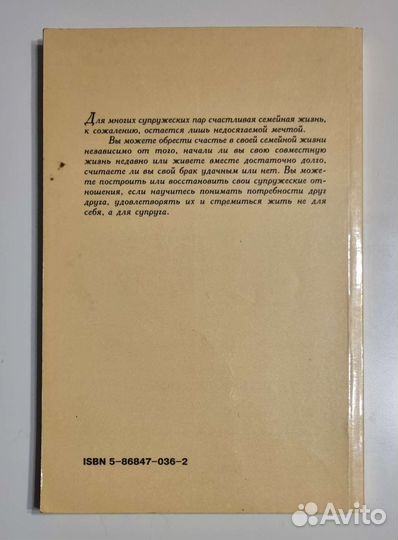 Для многих супружеских пар счастливая семейная жизнь,
к сожалению, остается лишь недосягаемой мечтой.
Вы можете обрести счастье в своей семейной жизни
независимо от того, начали ли вы свою совместную
жизнь недавно или живете вместе достаточно долго,
считаете ли вы свой брак удачным или нет. Вы може-
те построить или восстановить свои супружеские от-
ношения, если научитесь понимать потребности друг
друга, удовлетворять их и стремиться жить не для
себя, а для супруга.
ISBN 5-86847-036-2
Avito